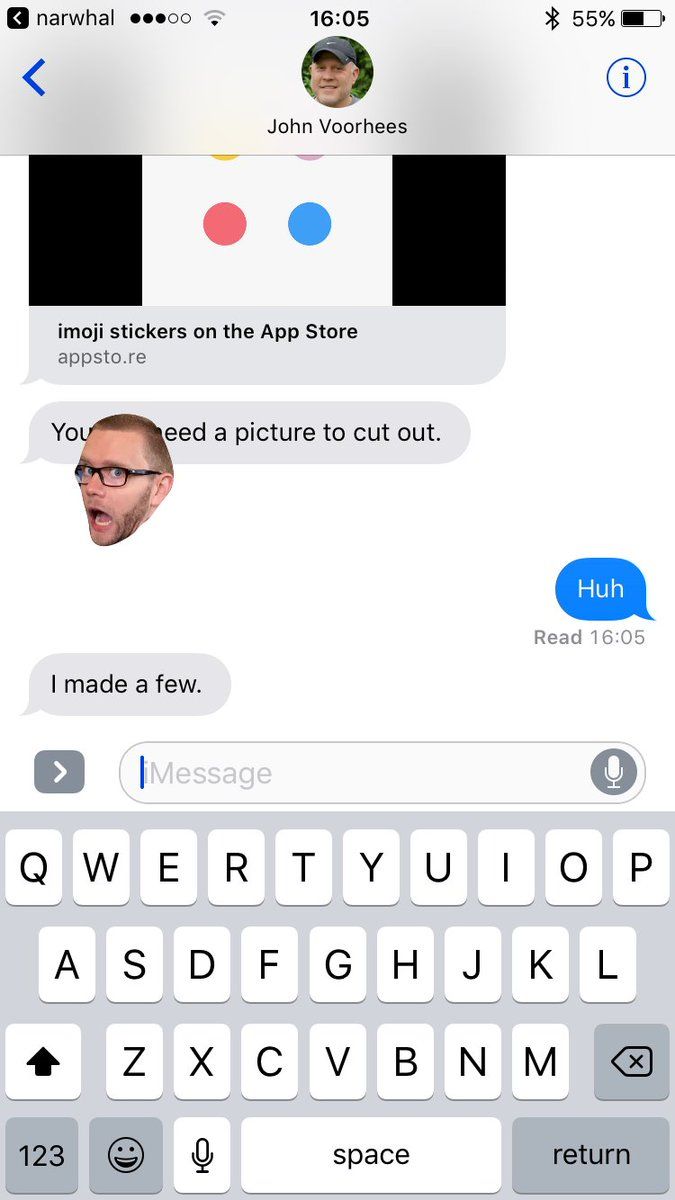 narwhal
16:05
55%
John Voorhees
imoji stickers on the App Store
appsto.re
You eed a picture to cut out.
Huh
Read 16:05
I made a few.
iMessage
Q W E R T Y U I O P
A S D F G H J K L
Z X C V B N M
123 space return